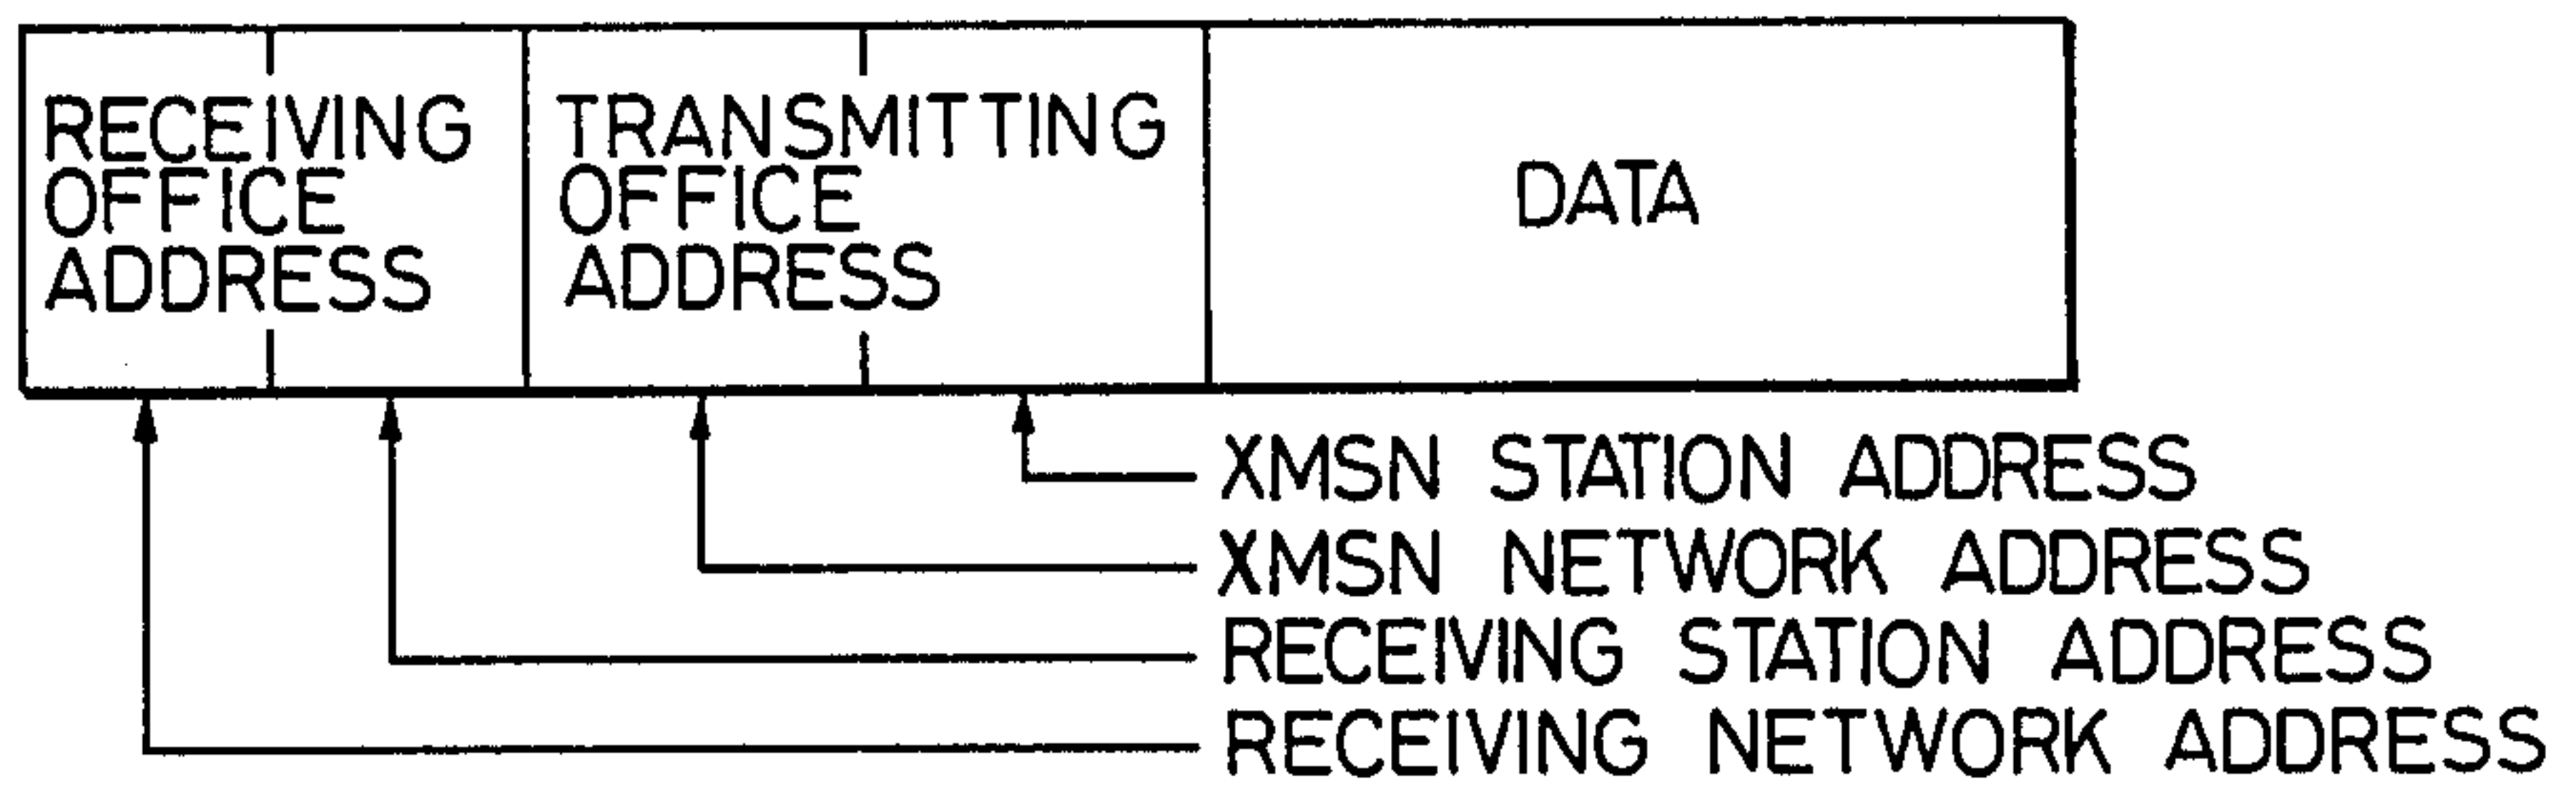 RECEIVING
OFFICE
ADDRESS
TRANSMITTING
OFFICE
ADDRESS
DATA
XMSN STATION ADDRESS
XMSN NETWORK ADDRESS
RECEIVING STATION ADDRESS
RECEIVING NETWORK ADDRESS